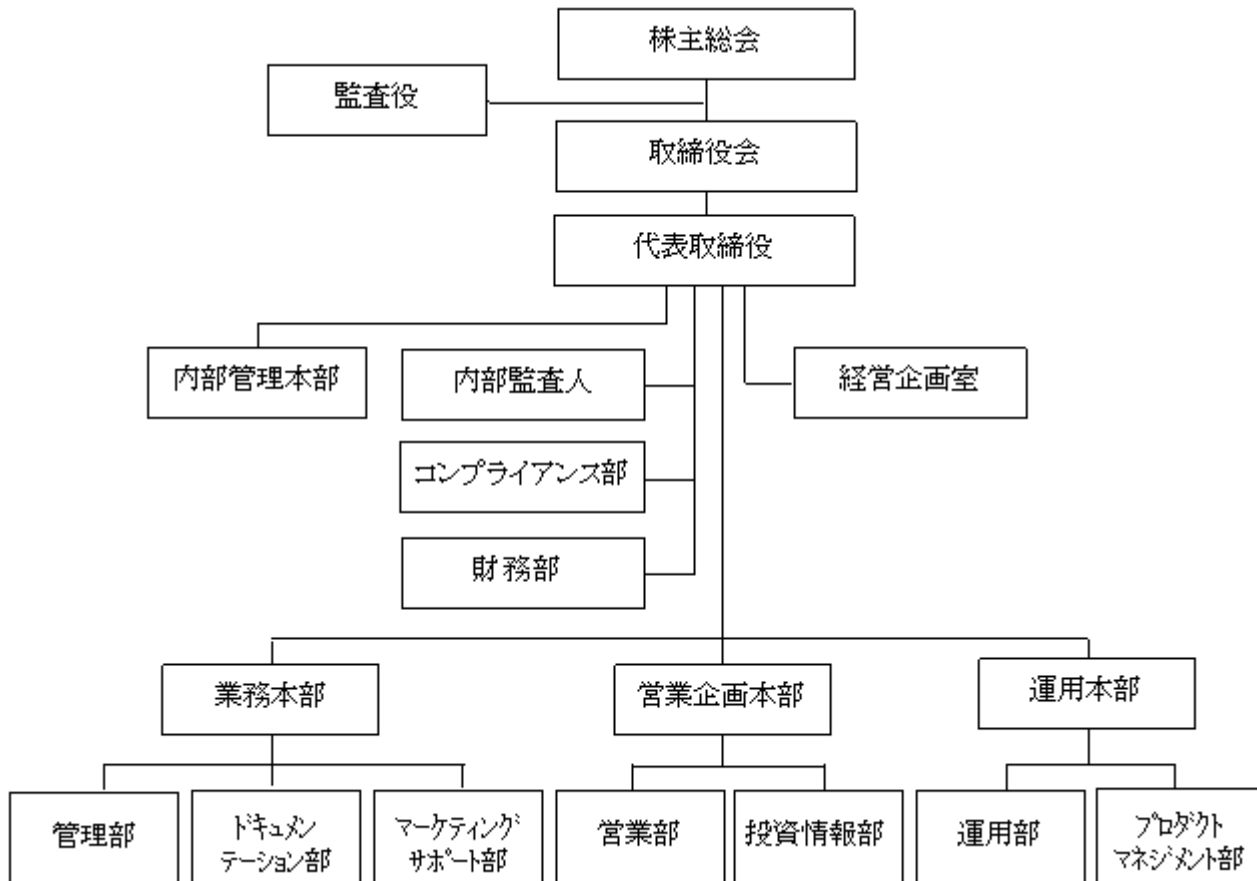 株主総会
監査役
取締役会
代表取締役
内部管理本部
内部監査人
経営企画室
コンプライアンス部
財務部
業務本部
営業企画本部
運用本部
管理部
ドキュメン
テーション部
マーケティング
サポート部
営業部
投資情報部
運用部
プロダクト
マネジメント部